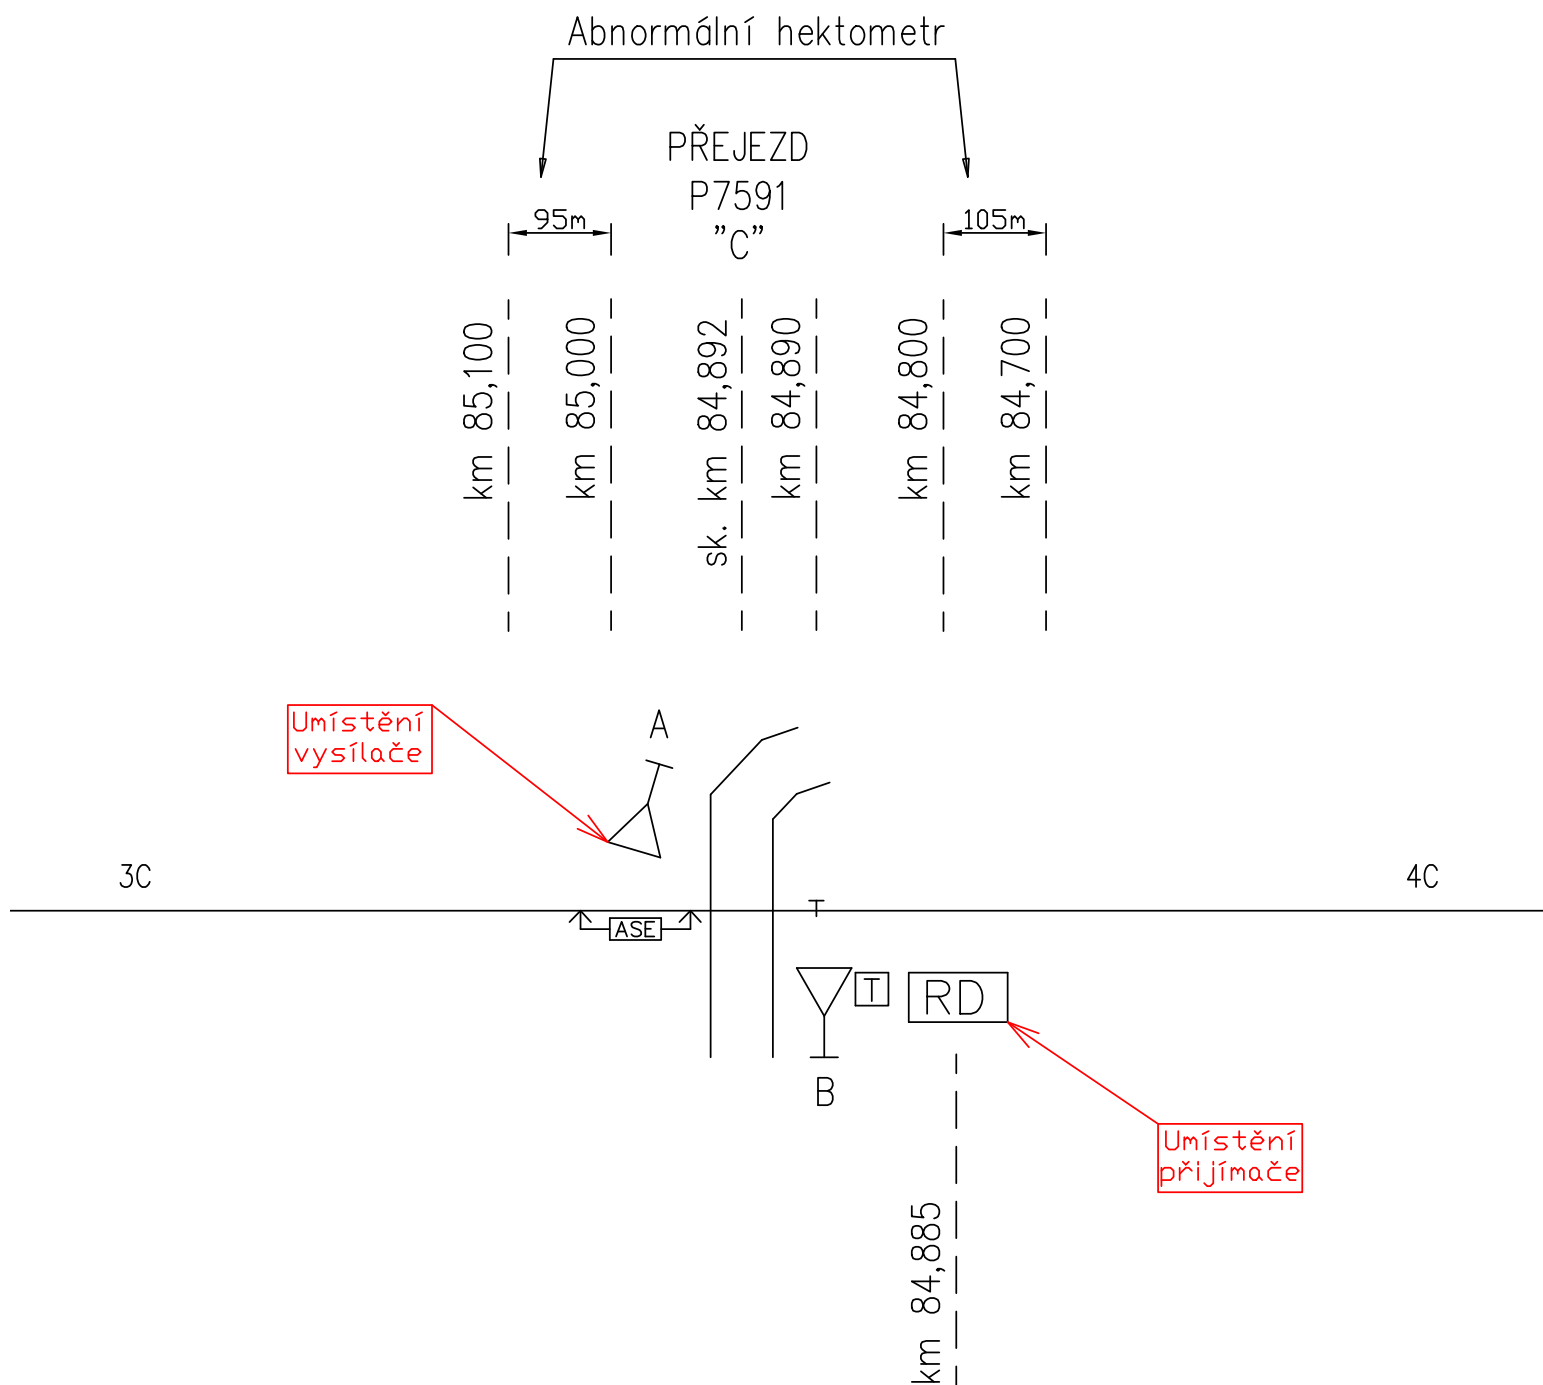 Abnormální hektometr
PŘEJEZD
P7591
"C"
95m
105m
km 85,100
km 85,000
sk. km 84,892
km 84,890
km 84,800
km 84,700
Umístění
vysílače
A
3C
4C
ASE
T
RD
B
Umístění
přijímače
km 84,885